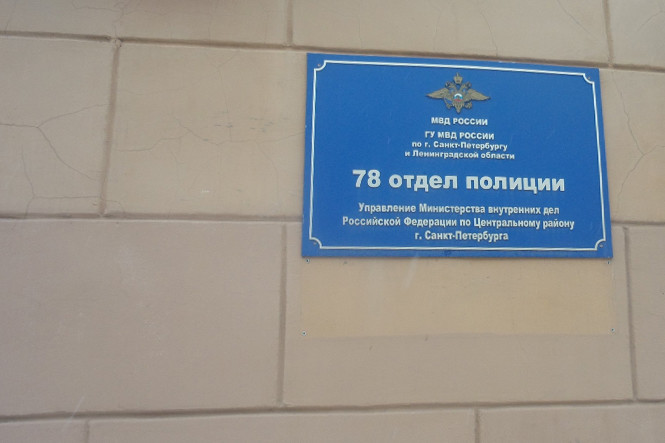 МВД РОССИИ
ГУ МВД РОССИИ
по г. Санкт-Петербургу
и Ленинградской области
78 отдел полиции
Управление Министерства внутренних дел
Российской Федерации по Центральному району
г. Санкт-Петербурга